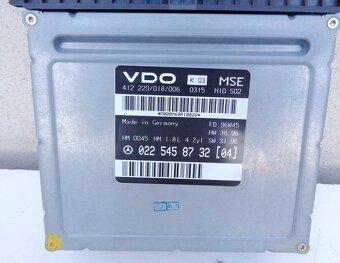 VDO K 03 MSE
412 229/018/006 0315 H10 S02
Made in Germany FD 96W45
HW 36 96
HM 0045 HM 1.8L 4 Zyl SW 31 96
022 545 87 32 [04]